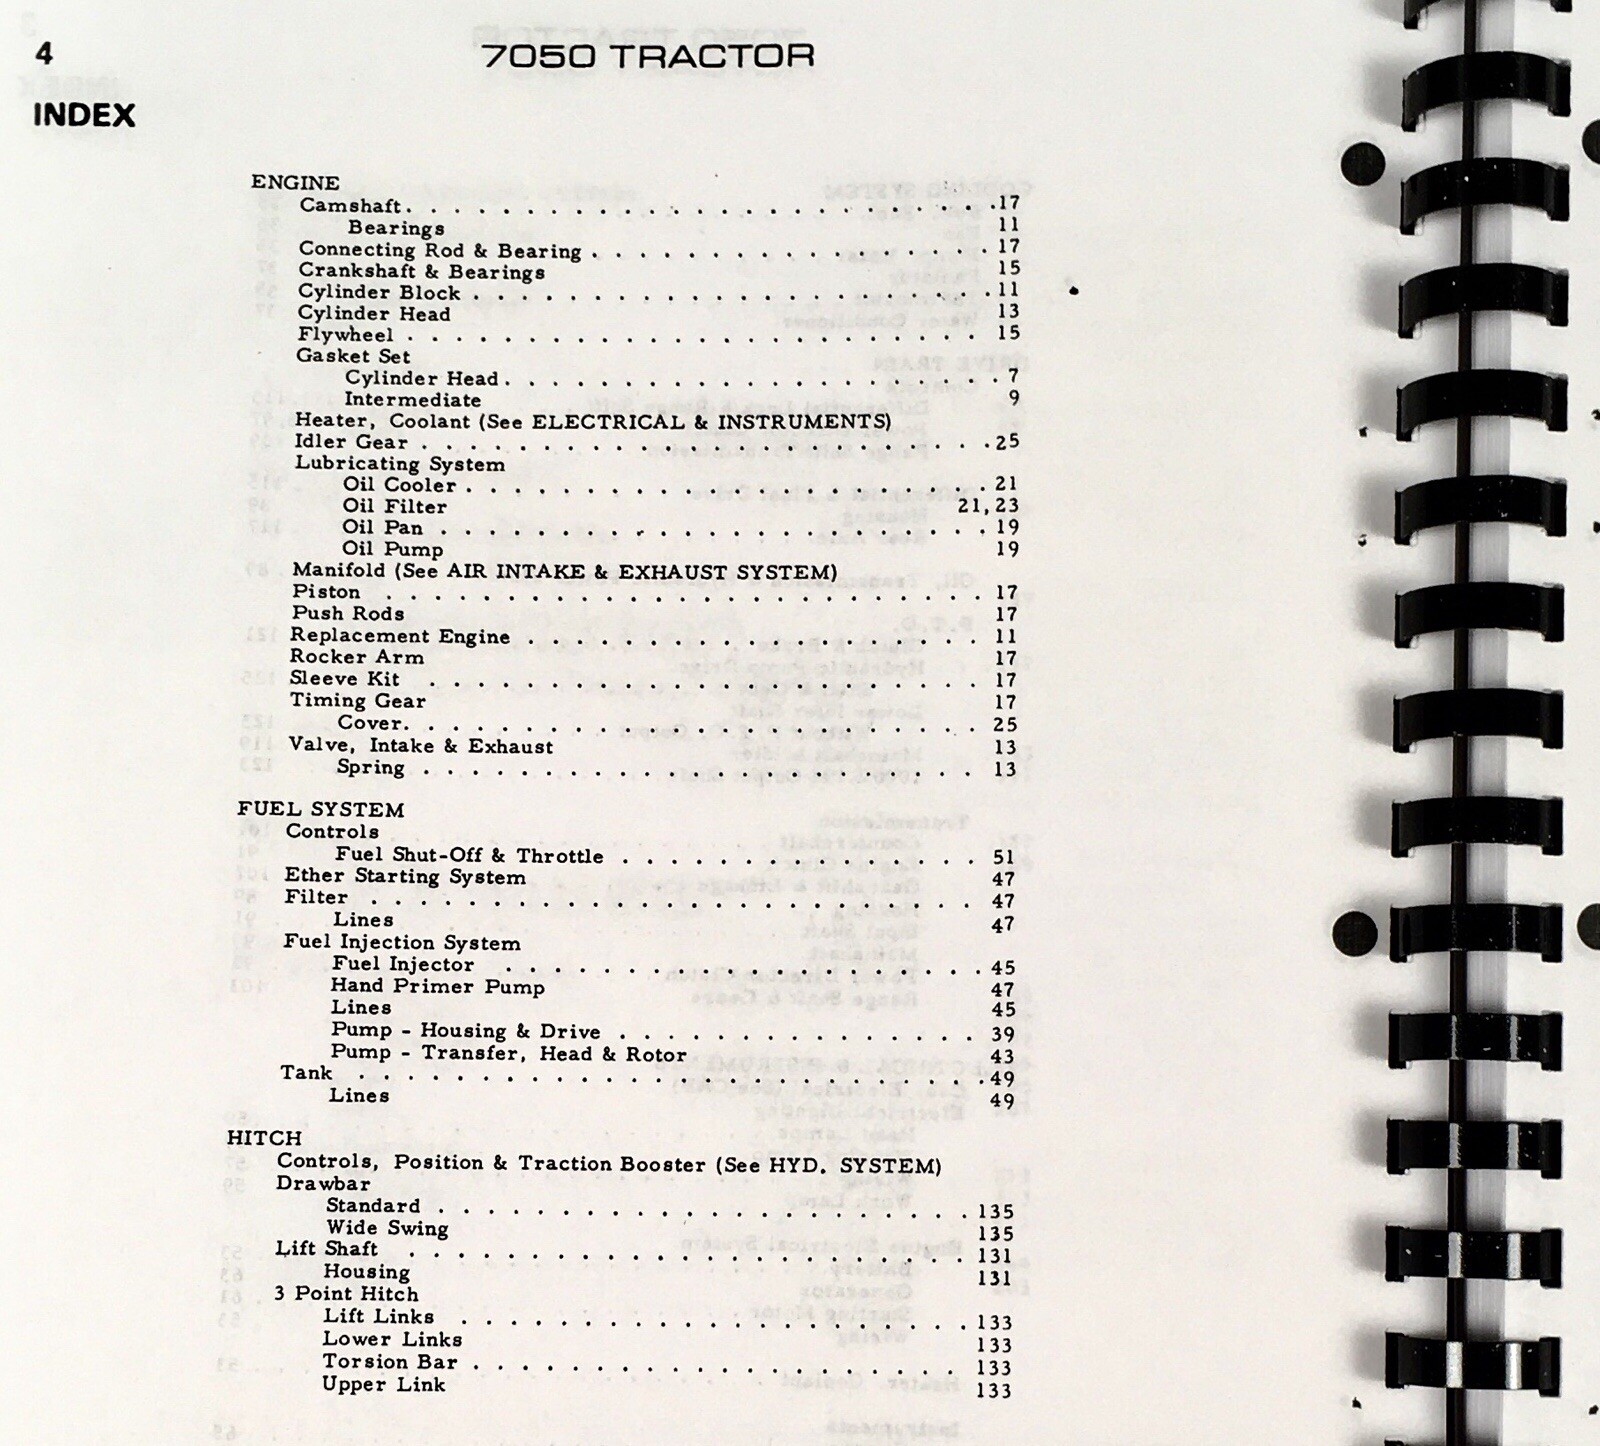 4
7050 TRACTOR
INDEX
ENGINE
Camshaft. . . . . . . . . . . . . . . . . . . . . . . . .17
Bearings 11
Connecting Rod & Bearing . . . . . . . . . . . . . . . . . 17
Crankshaft & Bearings 15
Cylinder Block . . . . . . . . . . . . . . . . . . . . . .11
Cylinder Head 13
Flywheel . . . . . . . . . . . . . . . . . . . . . . . . 15
Gasket Set
Cylinder Head. . . . . . . . . . . . . . . . . . . . . 7
Intermediate 9
Heater, Coolant (See ELECTRICAL & INSTRUMENTS)
Idler Gear . . . . . . . . . . . . . . . . . . . . . . . .25
Lubricating System
Oil Cooler . . . . . . . . . . . . . . . . . . . . . . 21
Oil Filter 21,23
Oil Pan . . . . . . . . . . . . . . . . . . . . . . . 19
Oil Pump 19
Manifold (See AIR INTAKE & EXHAUST SYSTEM)
Piston . . . . . . . . . . . . . . . . . . . . . . . . . 17
Push Rods 17
Replacement Engine . . . . . . . . . . . . . . . . . . . 11
Rocker Arm 17
Sleeve Kit . . . . . . . . . . . . . . . . . . . . . . . 17
Timing Gear 17
Cover. . . . . . . . . . . . . . . . . . . . . . . . 25
Valve, Intake & Exhaust 13
Spring . . . . . . . . . . . . . . . . . . . . . . . 13
FUEL SYSTEM
Controls
Fuel Shut-Off & Throttle . . . . . . . . . . . . . . . 51
Ether Starting System 47
Filter . . . . . . . . . . . . . . . . . . . . . . . . . 47
Lines 47
Fuel Injection System
Fuel Injector . . . . . . . . . . . . . . . . . . . . 45
Hand Primer Pump 47
Lines 45
Pump - Housing & Drive . . . . . . . . . . . . . . . 39
Pump - Transfer, Head & Rotor 43
Tank . . . . . . . . . . . . . . . . . . . . . . . . . .49
Lines 49
HITCH
Controls, Position & Traction Booster (See HYD. SYSTEM)
Drawbar
Standard . . . . . . . . . . . . . . . . . . . . . . 135
Wide Swing 135
Lift Shaft . . . . . . . . . . . . . . . . . . . . . . . 131
Housing 131
3 Point Hitch
Lift Links . . . . . . . . . . . . . . . . . . . . . 133
Lower Links 133
Torsion Bar . . . . . . . . . . . . . . . . . . . . 133
Upper Link 133